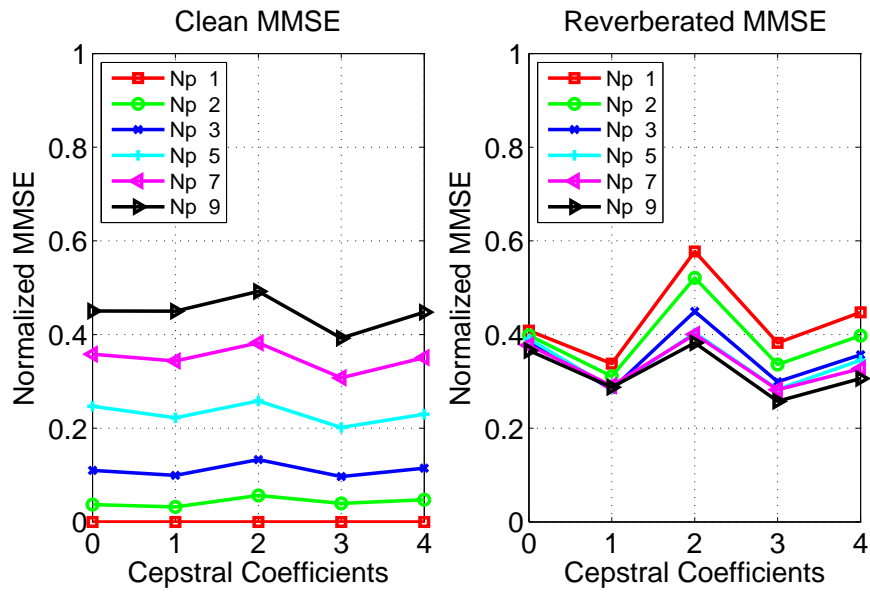 Clean MMSE
Normalized MMSE
1
0.8
0.6
0.4
0.2
0
Np 1
Np 2
Np 3
Np 5
Np 7
Np 9
0 1 2 3 4
Cepstral Coefficients
Reverberated MMSE
Normalized MMSE
1
0.8
0.6
0.4
0.2
0
Np 1
Np 2
Np 3
Np 5
Np 7
Np 9
0 1 2 3 4
Cepstral Coefficients